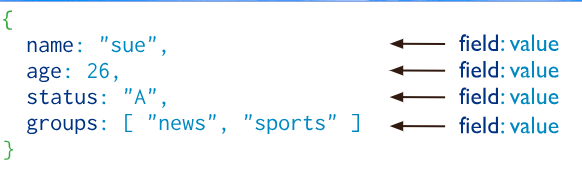 {
name: "sue", field: value
age: 26, field: value
status: "A", field: value
groups: [ "news", "sports" ] field: value
}